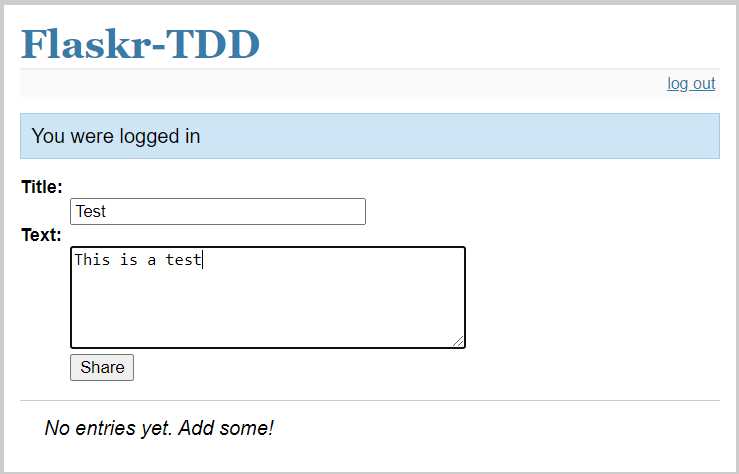 Flaskr-TDD
log out
You were logged in
Title:
Test
Text:
This is a test
Share
No entries yet. Add some!